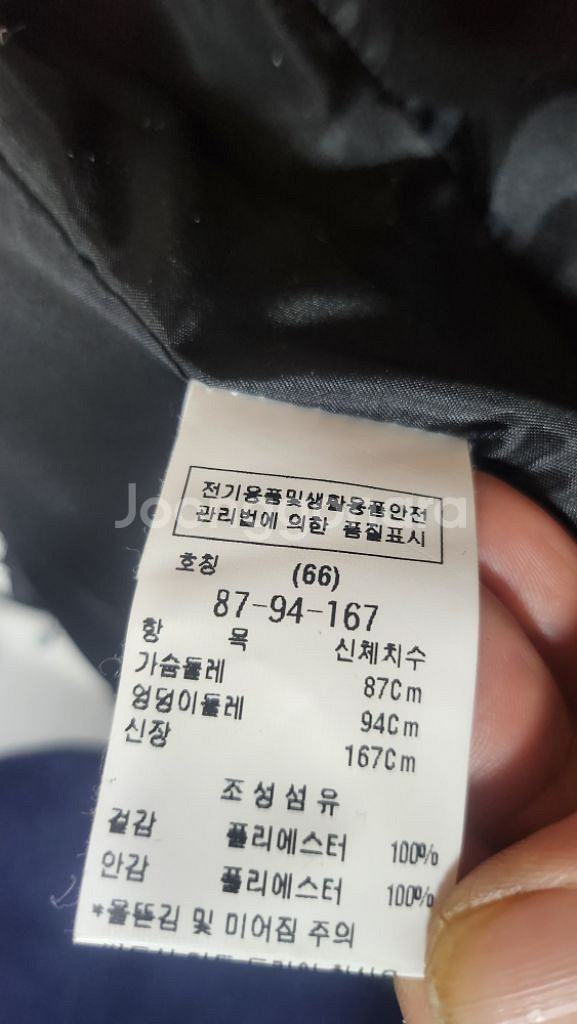 전기용품및생활용품안전
관리법에 의한 품질표시
호칭 (66)
87-94-167
항 목 신체치수
가슴둘레 87Cm
엉덩이둘레 94Cm
신장 167Cm
조성섬유
겉감 폴리에스터 100%
안감 폴리에스터 100%
*올뜯김 및 미어짐 주의